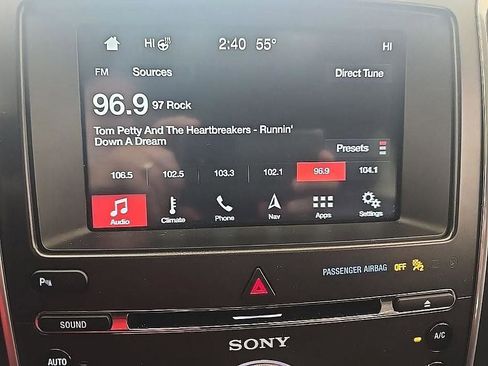 HI 2:40 55° HI
FM Sources Direct Tune
96.9 97 Rock
Tom Petty And The Heartbreakers - Runnin'
Down A Dream
Presets
106.5 102.5 103.3 102.1 96.9 104.1
Audio Climate Phone Nav Apps Settings
PASSENGER AIRBAG OFF
SOUND
SONY
A/C
AUTO